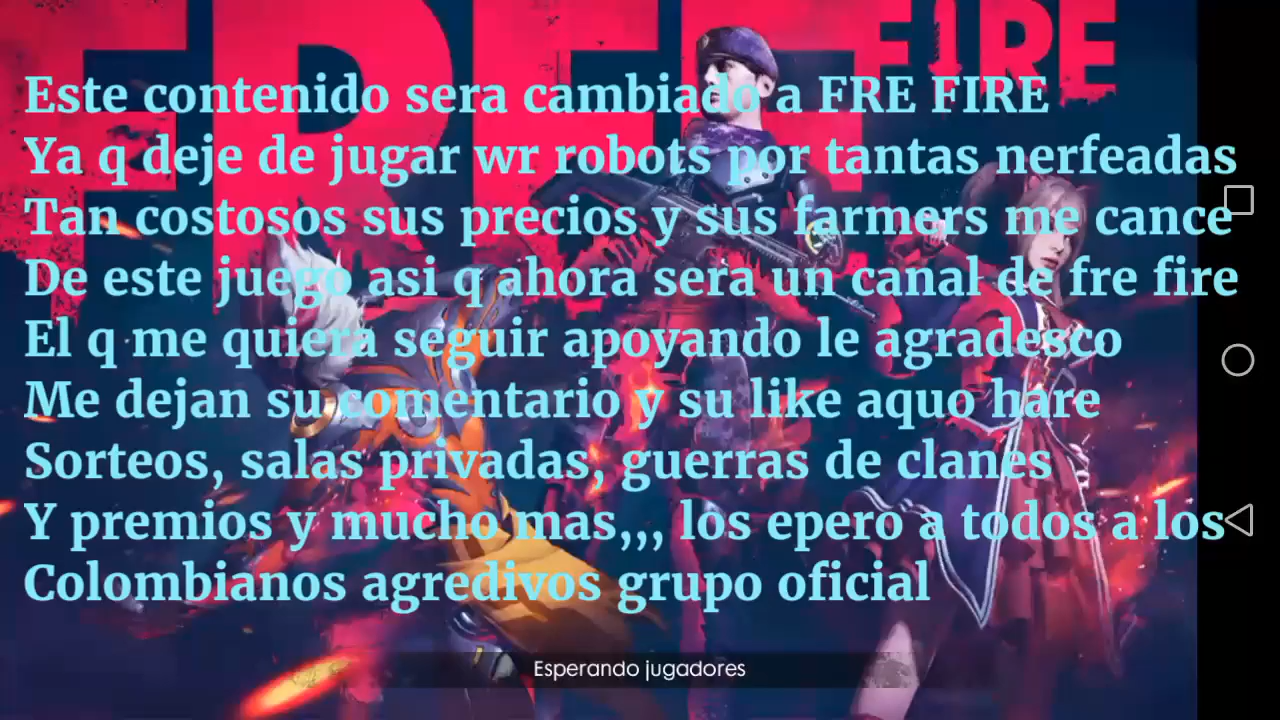 FREE FIRE
Este contenido sera cambiado a FRE FIRE
Ya q deje de jugar wr robots por tantas nerfeadas
Tan costosos sus precios y sus farmers me cance
De este juego asi q ahora sera un canal de fre fire
El q me quiera seguir apoyando le agradesco
Me dejan su comentario y su like aquo hare
Sorteos, salas privadas, guerras de clanes
Y premios y mucho mas,,, los epero a todos a los
Colombianos agredivos grupo oficial
Esperando jugadores